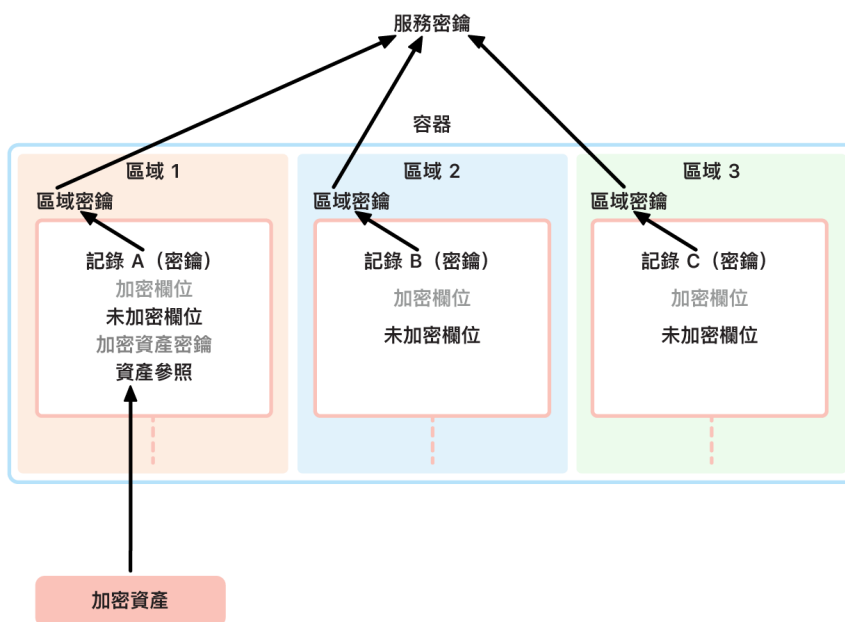 服務密鑰
容器
區域 1
區域 2
區域 3
區域密鑰
區域密鑰
區域密鑰
記錄 A（密鑰）
加密欄位
未加密欄位
加密資產密鑰
資產參照
記錄 B（密鑰）
加密欄位
未加密欄位
記錄 C（密鑰）
加密欄位
未加密欄位
加密資產